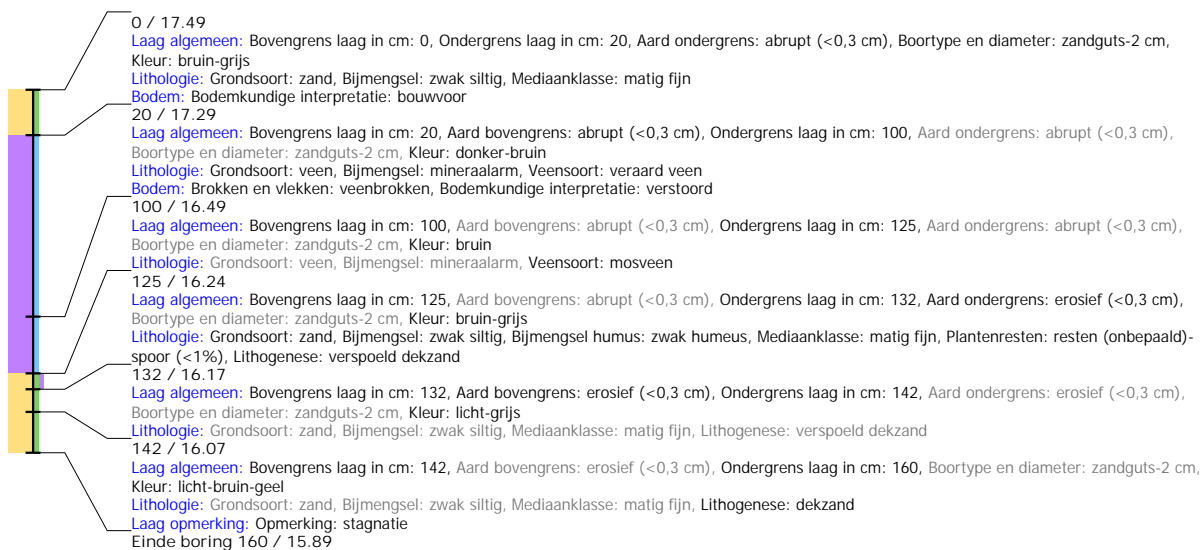 0 / 17.49
Laag algemeen: Bovengrens laag in cm: 0, Ondergrens laag in cm: 20, Aard ondergrens: abrupt (<0,3 cm), Boortype en diameter: zandguts-2 cm,
Kleur: bruin-grijs
Lithologie: Grondsoort: zand, Bijmengsel: zwak siltig, Mediaanklasse: matig fijn
Bodem: Bodemkundige interpretatie: bouwvoor
20 / 17.29
Laag algemeen: Bovengrens laag in cm: 20, Aard bovengrens: abrupt (<0,3 cm), Ondergrens laag in cm: 100, Aard ondergrens: abrupt (<0,3 cm),
Boortype en diameter: zandguts-2 cm, Kleur: donker-bruin
Lithologie: Grondsoort: veen, Bijmengsel: mineraalarm, Veensoort: veraard veen
Bodem: Brokken en vlekken: veenbrokken, Bodemkundige interpretatie: verstoord
100 / 16.49
Laag algemeen: Bovengrens laag in cm: 100, Aard bovengrens: abrupt (<0,3 cm), Ondergrens laag in cm: 125, Aard ondergrens: abrupt (<0,3 cm),
Boortype en diameter: zandguts-2 cm, Kleur: bruin
Lithologie: Grondsoort: veen, Bijmengsel: mineraalarm, Veensoort: mosveen
125 / 16.24
Laag algemeen: Bovengrens laag in cm: 125, Aard bovengrens: abrupt (<0,3 cm), Ondergrens laag in cm: 132, Aard ondergrens: erosief (<0,3 cm),
Boortype en diameter: zandguts-2 cm, Kleur: bruin-grijs
Lithologie: Grondsoort: zand, Bijmengsel: zwak siltig, Bijmengsel humus: zwak humeus, Mediaanklasse: matig fijn, Plantenresten: resten (onbepaald)-
spoor (<1%), Lithogenese: verspoeld dekzand
132 / 16.17
Laag algemeen: Bovengrens laag in cm: 132, Aard bovengrens: erosief (<0,3 cm), Ondergrens laag in cm: 142, Aard ondergrens: erosief (<0,3 cm),
Boortype en diameter: zandguts-2 cm, Kleur: licht-grijs
Lithologie: Grondsoort: zand, Bijmengsel: zwak siltig, Mediaanklasse: matig fijn, Lithogenese: verspoeld dekzand
142 / 16.07
Laag algemeen: Bovengrens laag in cm: 142, Aard bovengrens: erosief (<0,3 cm), Ondergrens laag in cm: 160, Boortype en diameter: zandguts-2 cm,
Kleur: licht-bruin-geel
Lithologie: Grondsoort: zand, Bijmengsel: zwak siltig, Mediaanklasse: matig fijn, Lithogenese: dekzand
Laag opmerking: Opmerking: stagnatie
Einde boring 160 / 15.89